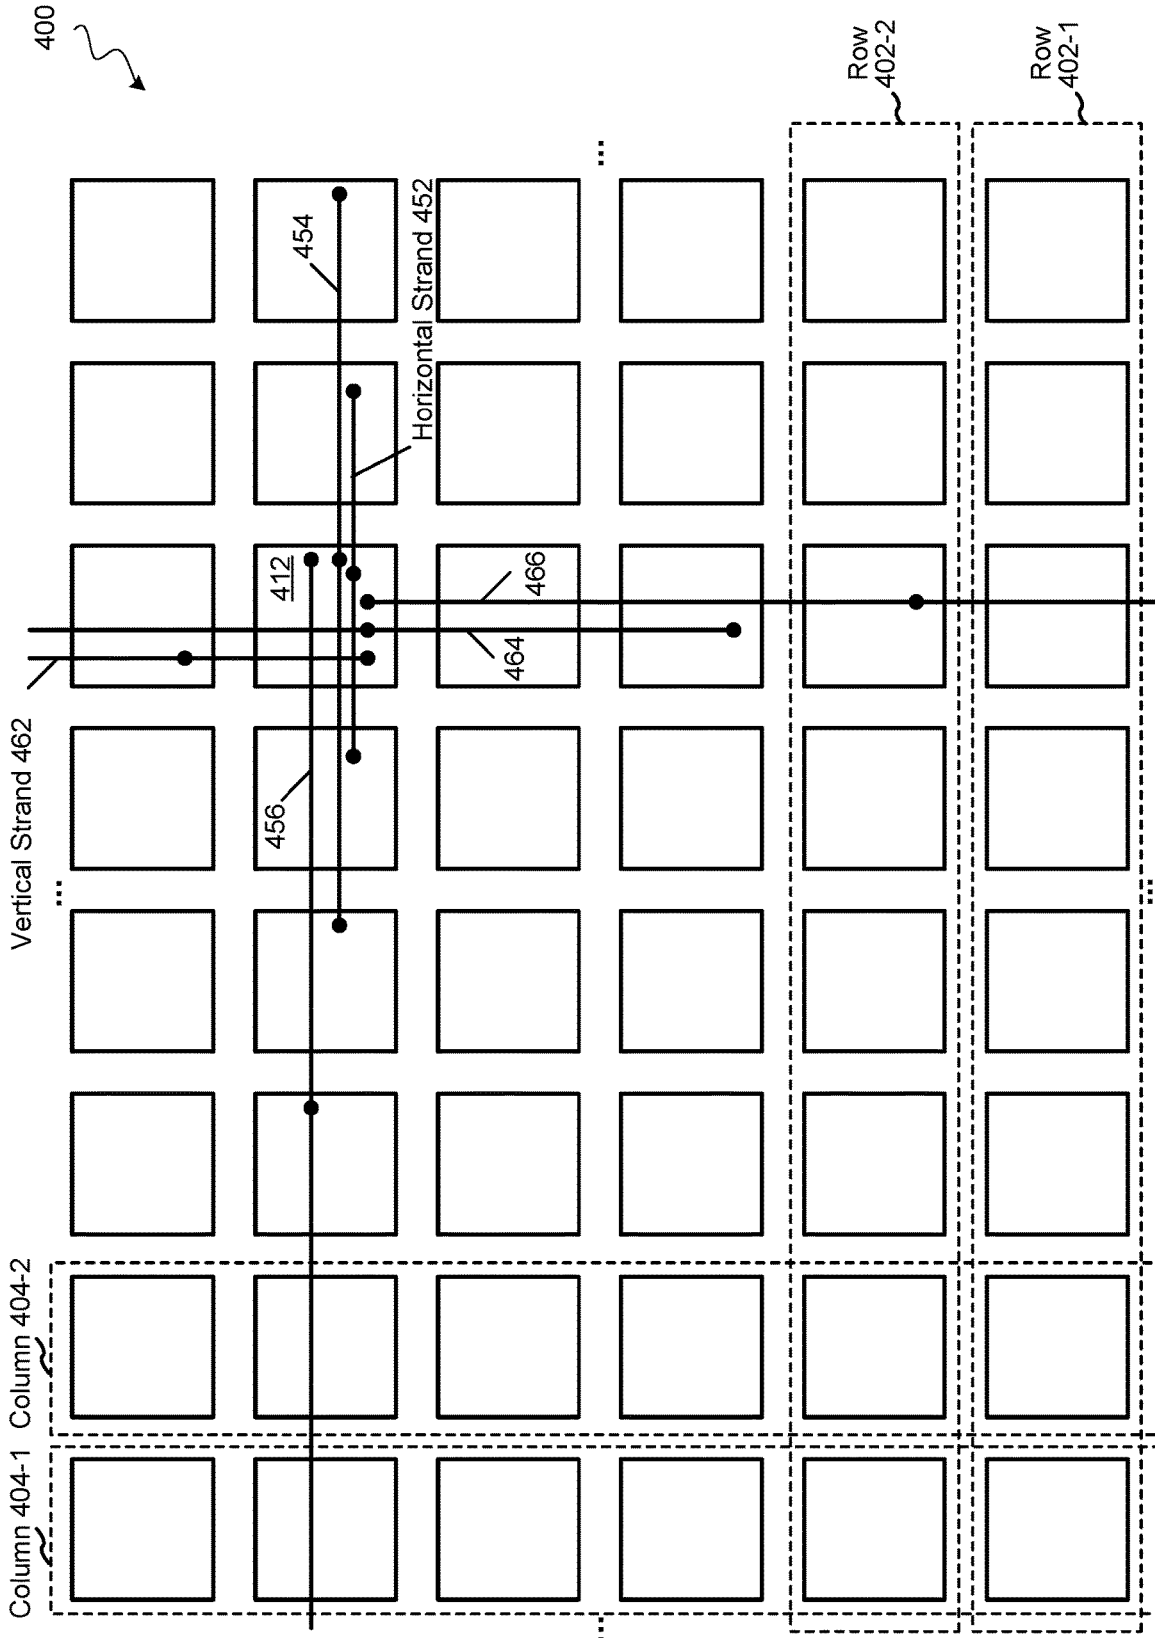 400
Row
402-2
Row
402-1
...
454
Horizontal Strand 452
412
466
464
Vertical Strand 462
456
...
...
Column 404-2
Column 404-1
...